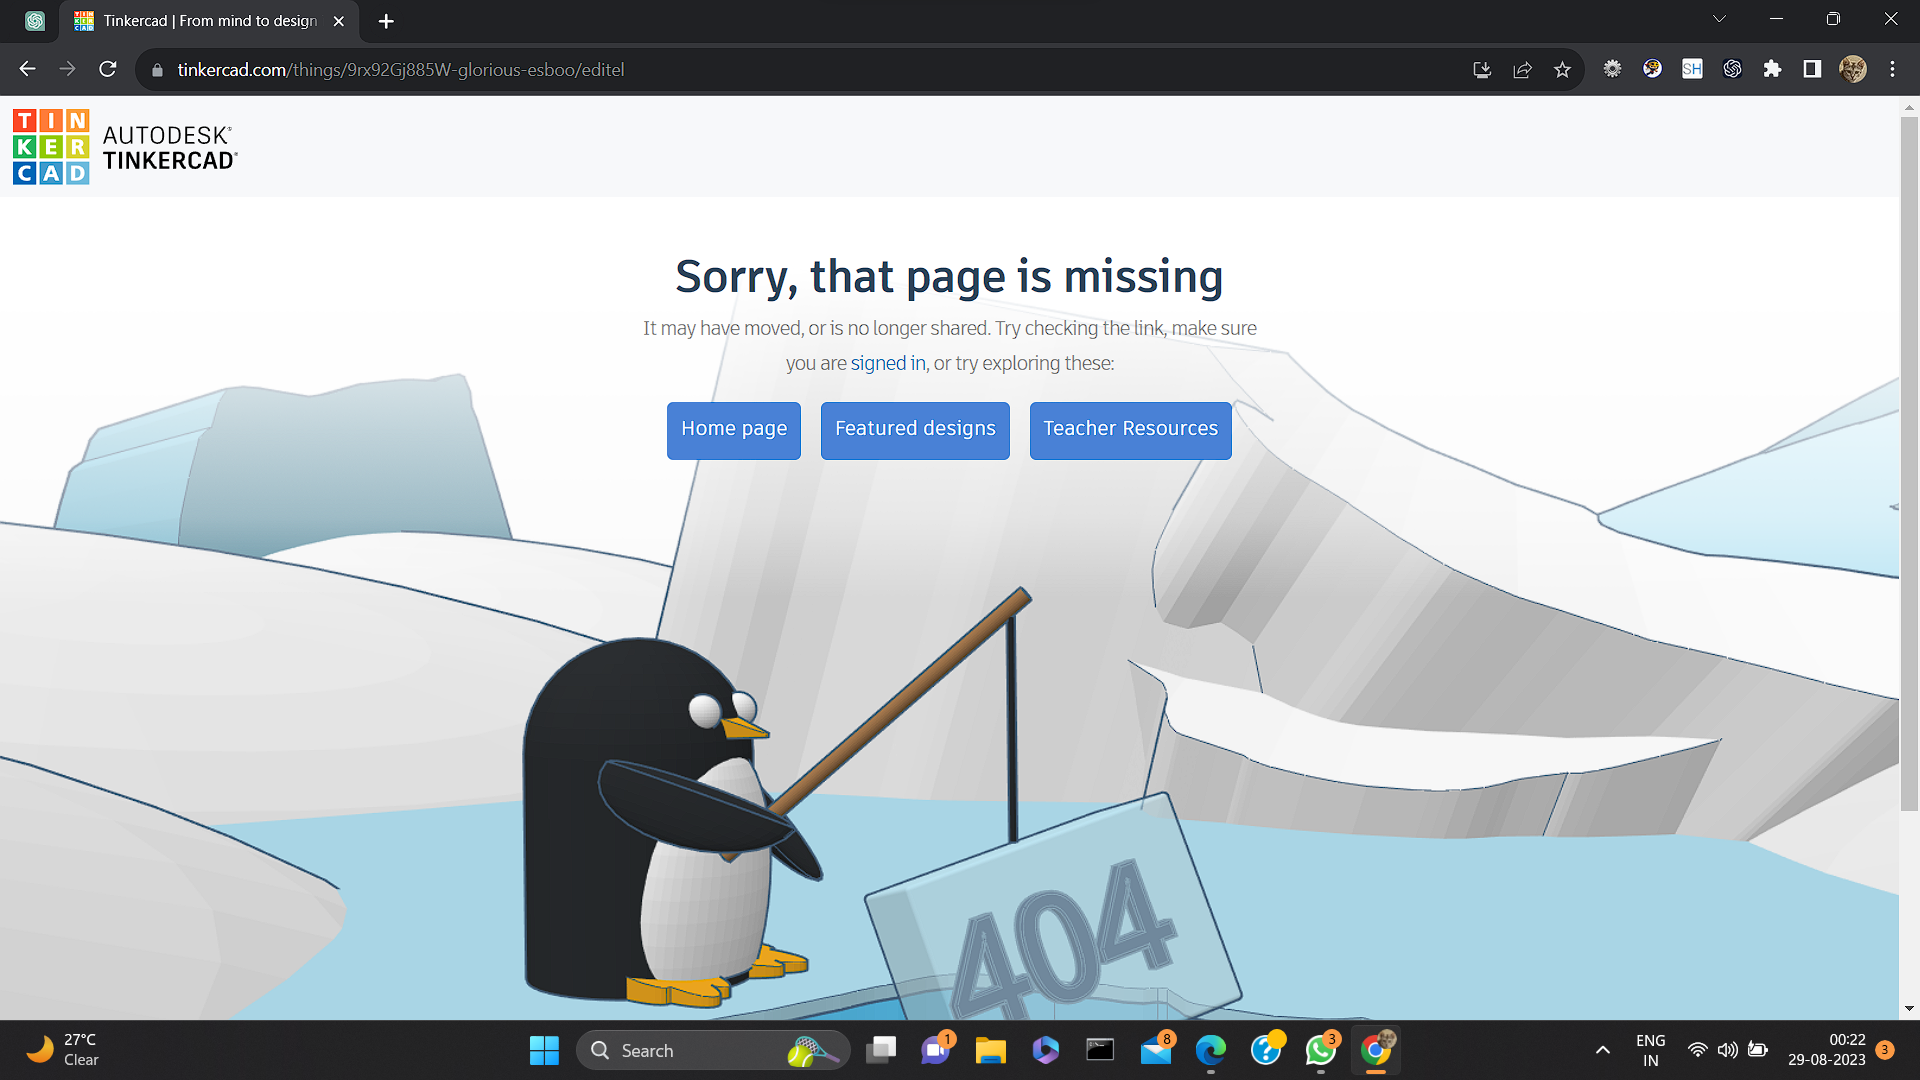 Tinkercad | From mind to design
tinkercad.com/things/9rx92Gj885W-glorious-esboo/editel
SH
TIN
KER
CAD
AUTODESK®
TINKERCAD®
Sorry, that page is missing
It may have moved, or is no longer shared. Try checking the link, make sure
you are signed in, or try exploring these:
Home page Featured designs Teacher Resources
404
27°C
Clear
Search
1
8
3
ENG
IN
00:22
29-08-2023
3